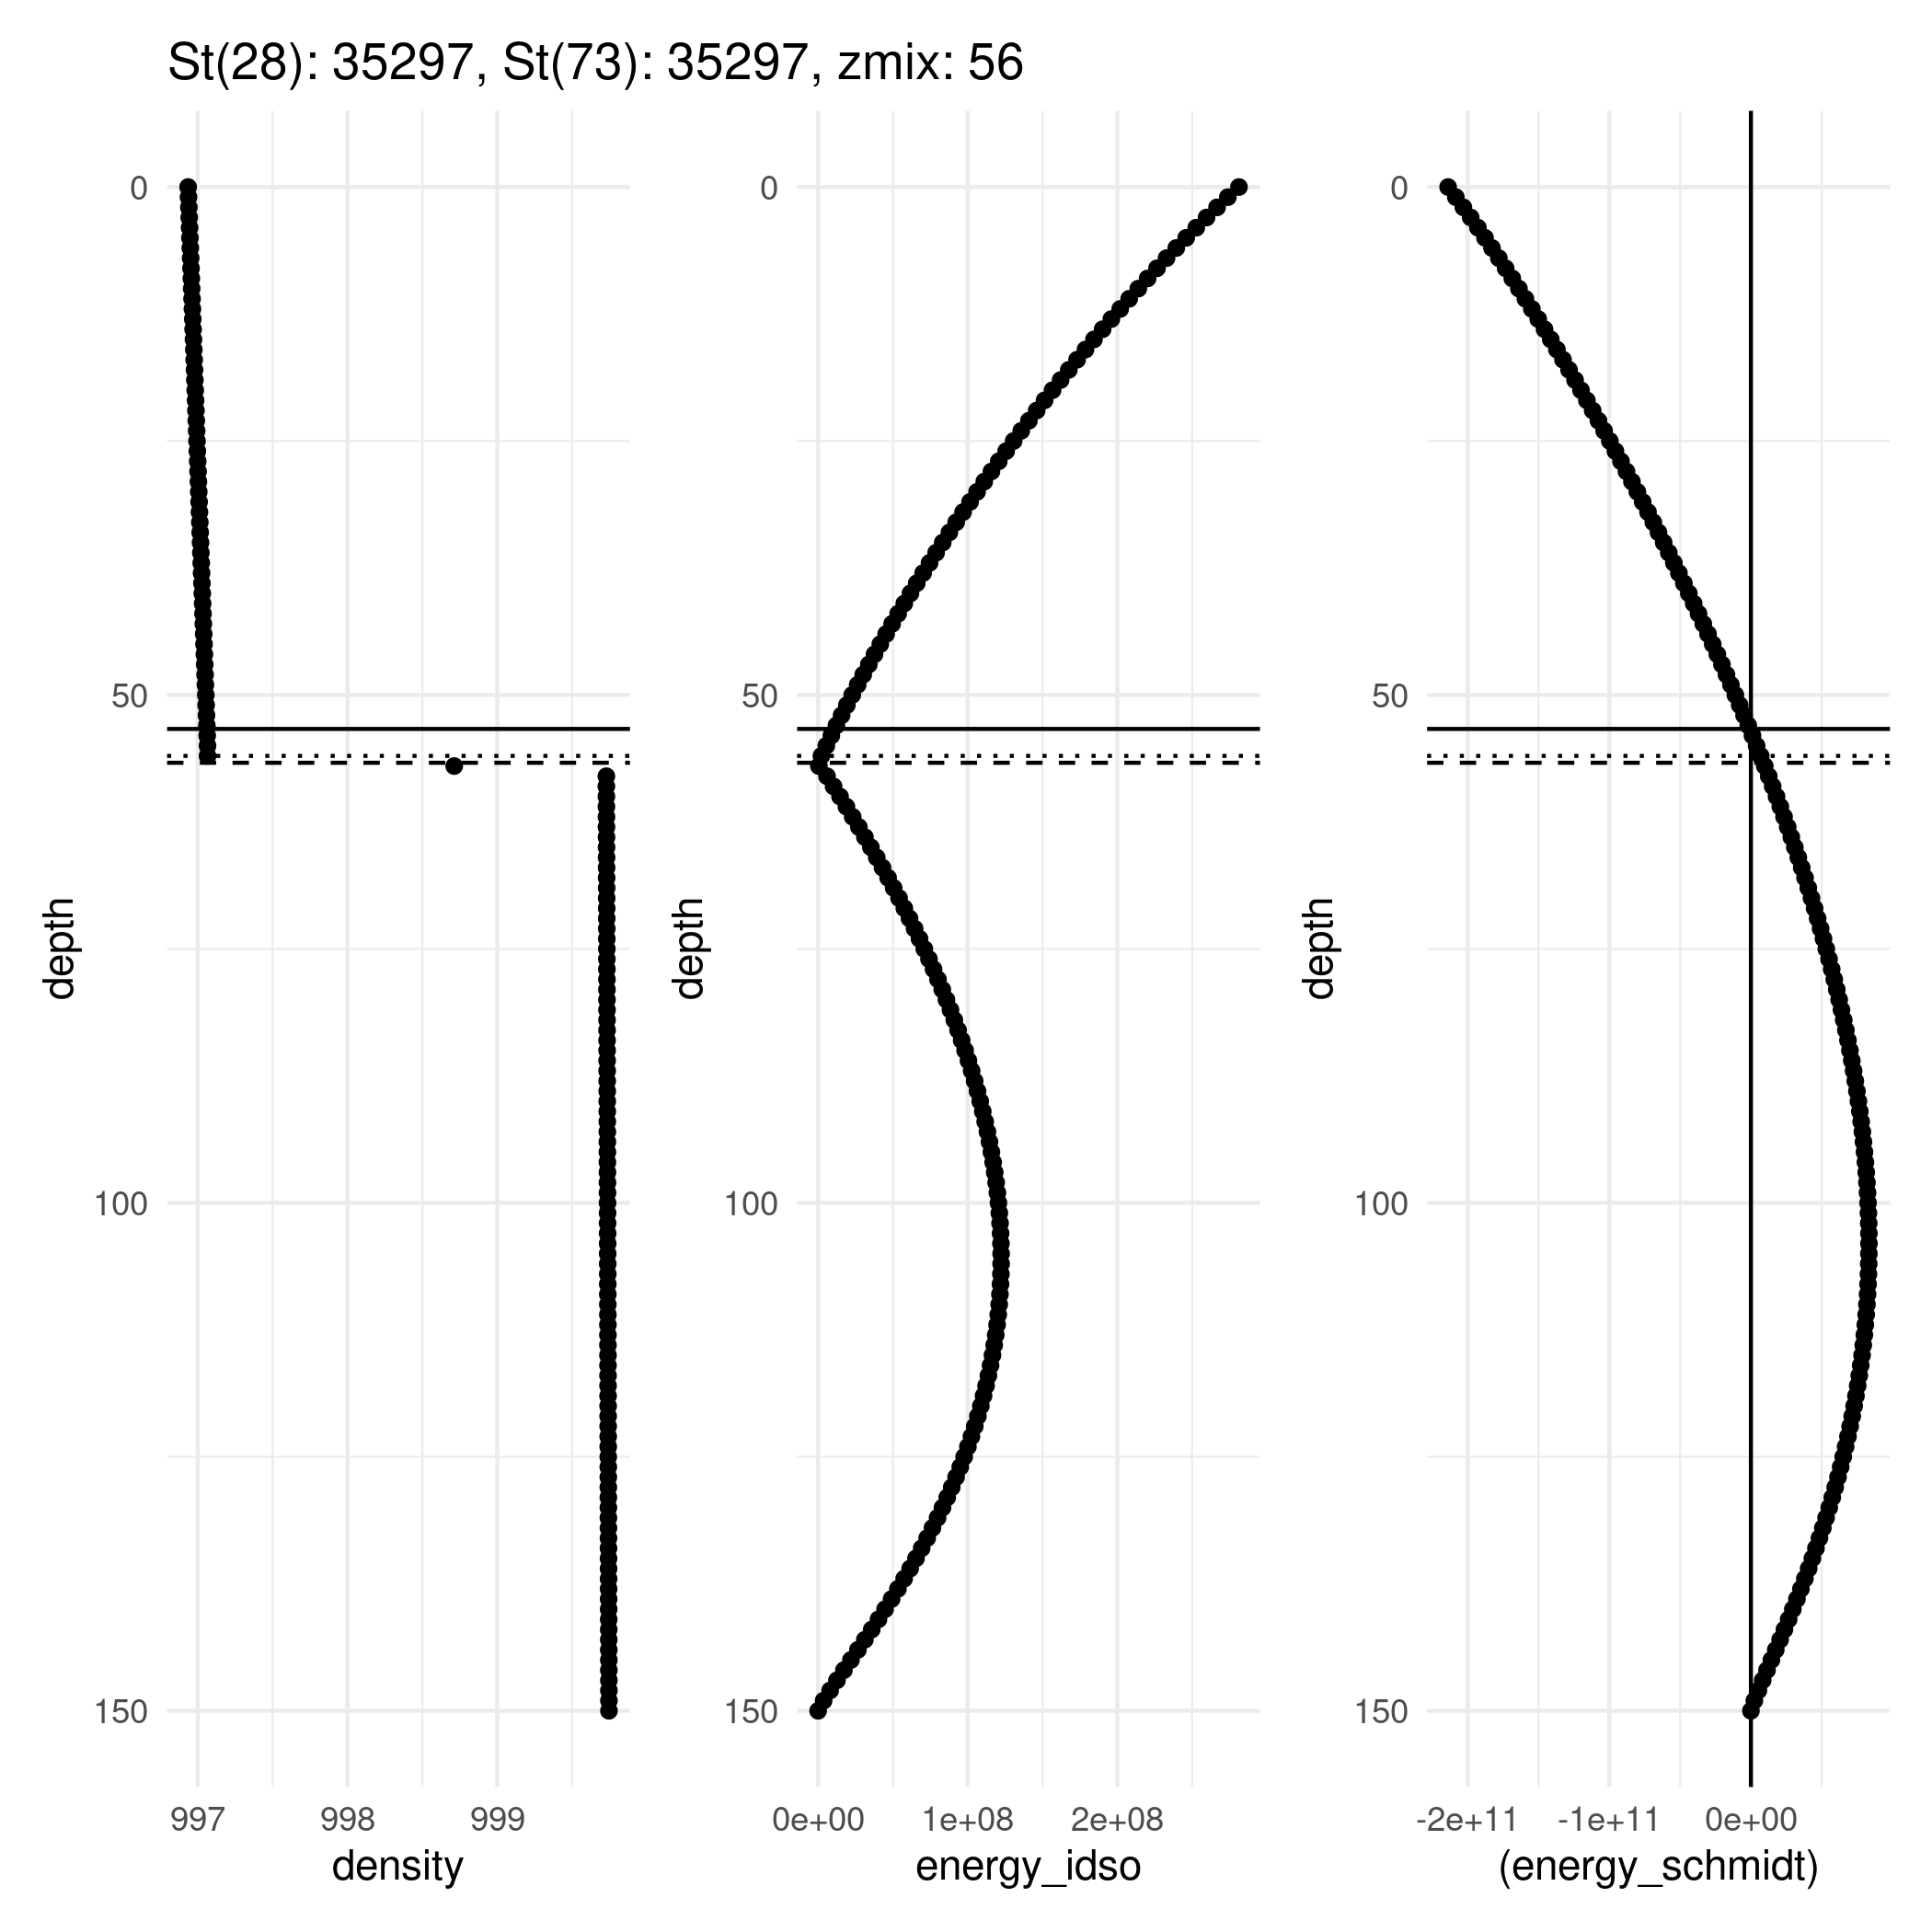 St(28): 35297, St(73): 35297, zmix: 56
0
50
100
150
depth
997
998
999
density
0
50
100
150
depth
0e+00
1e+08
2e+08
energy_idso
0
50
100
150
depth
-2e+11
-1e+11
0e+00
(energy_schmidt)